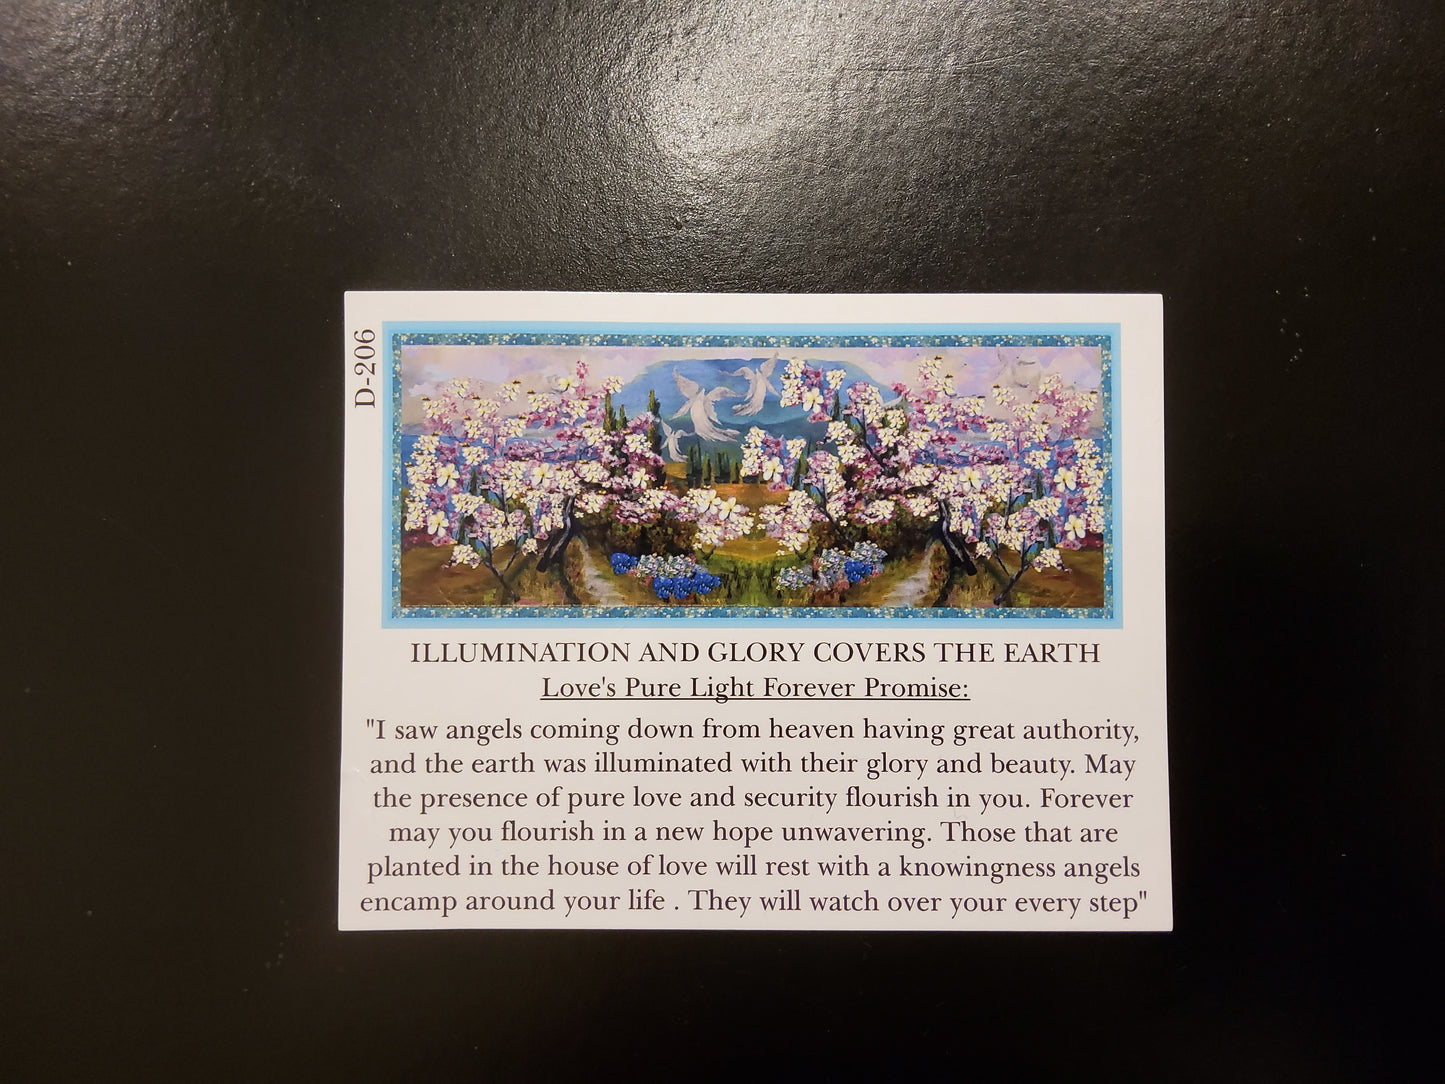 D-206
ILLUMINATION AND GLORY COVERS THE EARTH
Love's Pure Light Forever Promise:
"I saw angels coming down from heaven having great authority,
and the earth was illuminated with their glory and beauty. May
the presence of pure love and security flourish in you. Forever
may you flourish in a new hope unwavering. Those that are
planted in the house of love will rest with a knowingness angels
encamp around your life . They will watch over your every step"